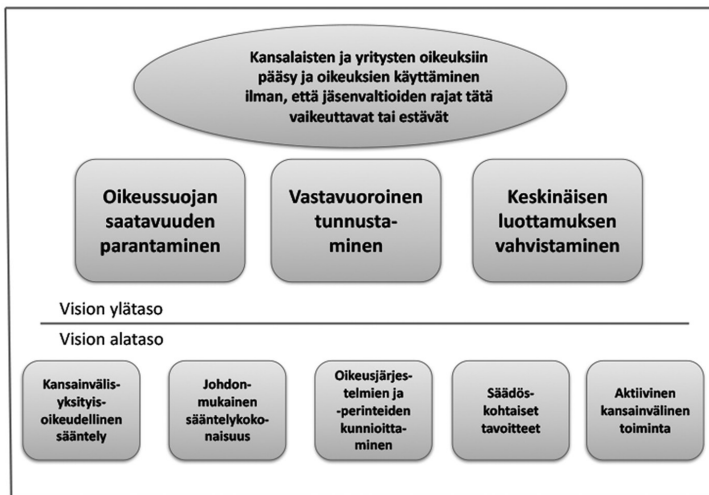 Kansalaisten ja yritysten oikeuksiin
pääsy ja oikeuksien käyttäminen
ilman, että jäsenvaltioiden rajat tätä
vaikeuttavat tai estävät
Oikeussuojan
saatavuuden
parantaminen
Vastavuoroinen
tunnusta-
minen
Keskinäisen
luottamuksen
vahvistaminen
Vision ylätaso
Vision alataso
Kansainvälis-
yksityis-
oikeudellinen
sääntely
Johdon-
mukainen
sääntelykoko-
naisuus
Oikeusjärjes-
telmien ja
-perinteiden
kunnioitta-
minen
Säädös-
kohtaiset
tavoitteet
Aktiivinen
kansainvälinen
toiminta